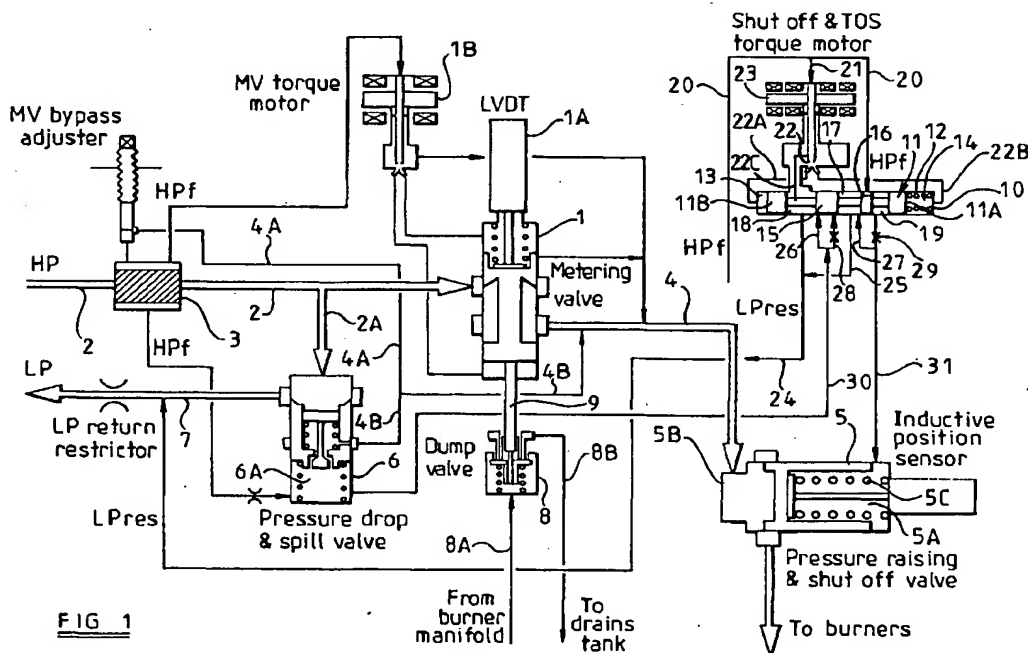 Shut off & TOS
torque motor
MV torque
motor
1B
LVDT
1A
MV bypass
adjuster
HPf
4A
HP
2
3
2
2A
HPf
4A
LP
LP return
restrictor
7
LPres
6A
6
4B
4B
Pressure drop
& spill valve
1
Metering
valve
4
9
Dump
valve
8B
8
8A
From
burner
manifold
To
drains
tank
20
21
20
23
22A
22
17
16
11
12
14
22B
22C
HPf
13
10
11B
11A
18
15
19
26
27
29
28
25
HPf
LPres
24
30
31
5
Inductive
position
sensor
5B
5C
5A
Pressure raising
& shut off valve
To burners
FIG 1